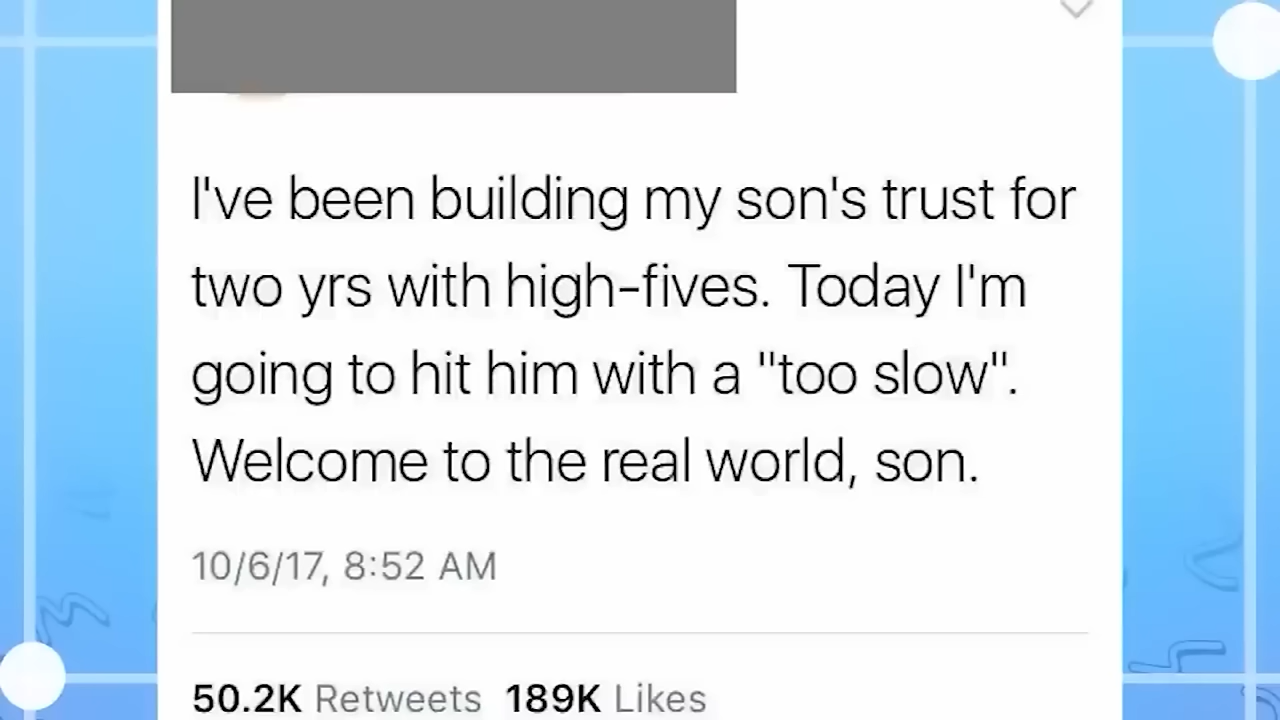 I've been building my son's trust for
two yrs with high-fives. Today I'm
going to hit him with a "too slow".
Welcome to the real world, son.
10/6/17, 8:52 AM
50.2K Retweets 189K Likes